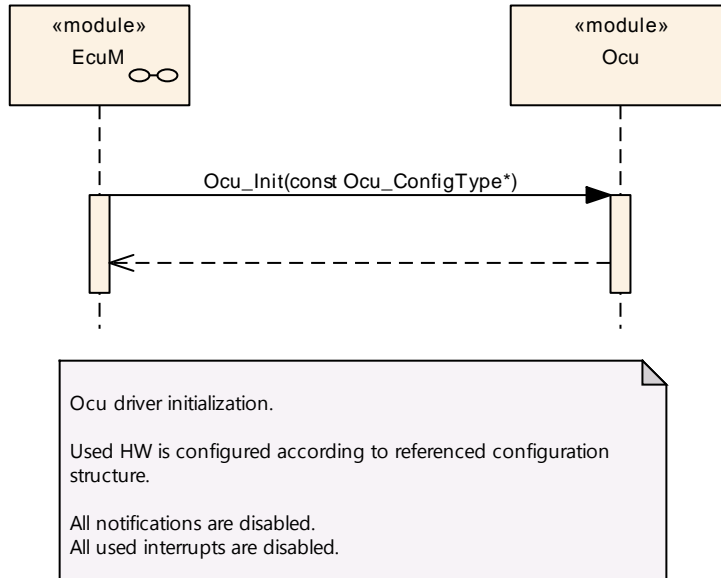 «module»
EcuM
«module»
Ocu
Ocu_Init(const Ocu_ConfigType*)
Ocu driver initialization.
Used HW is configured according to referenced configuration
structure.
All notifications are disabled.
All used interrupts are disabled.